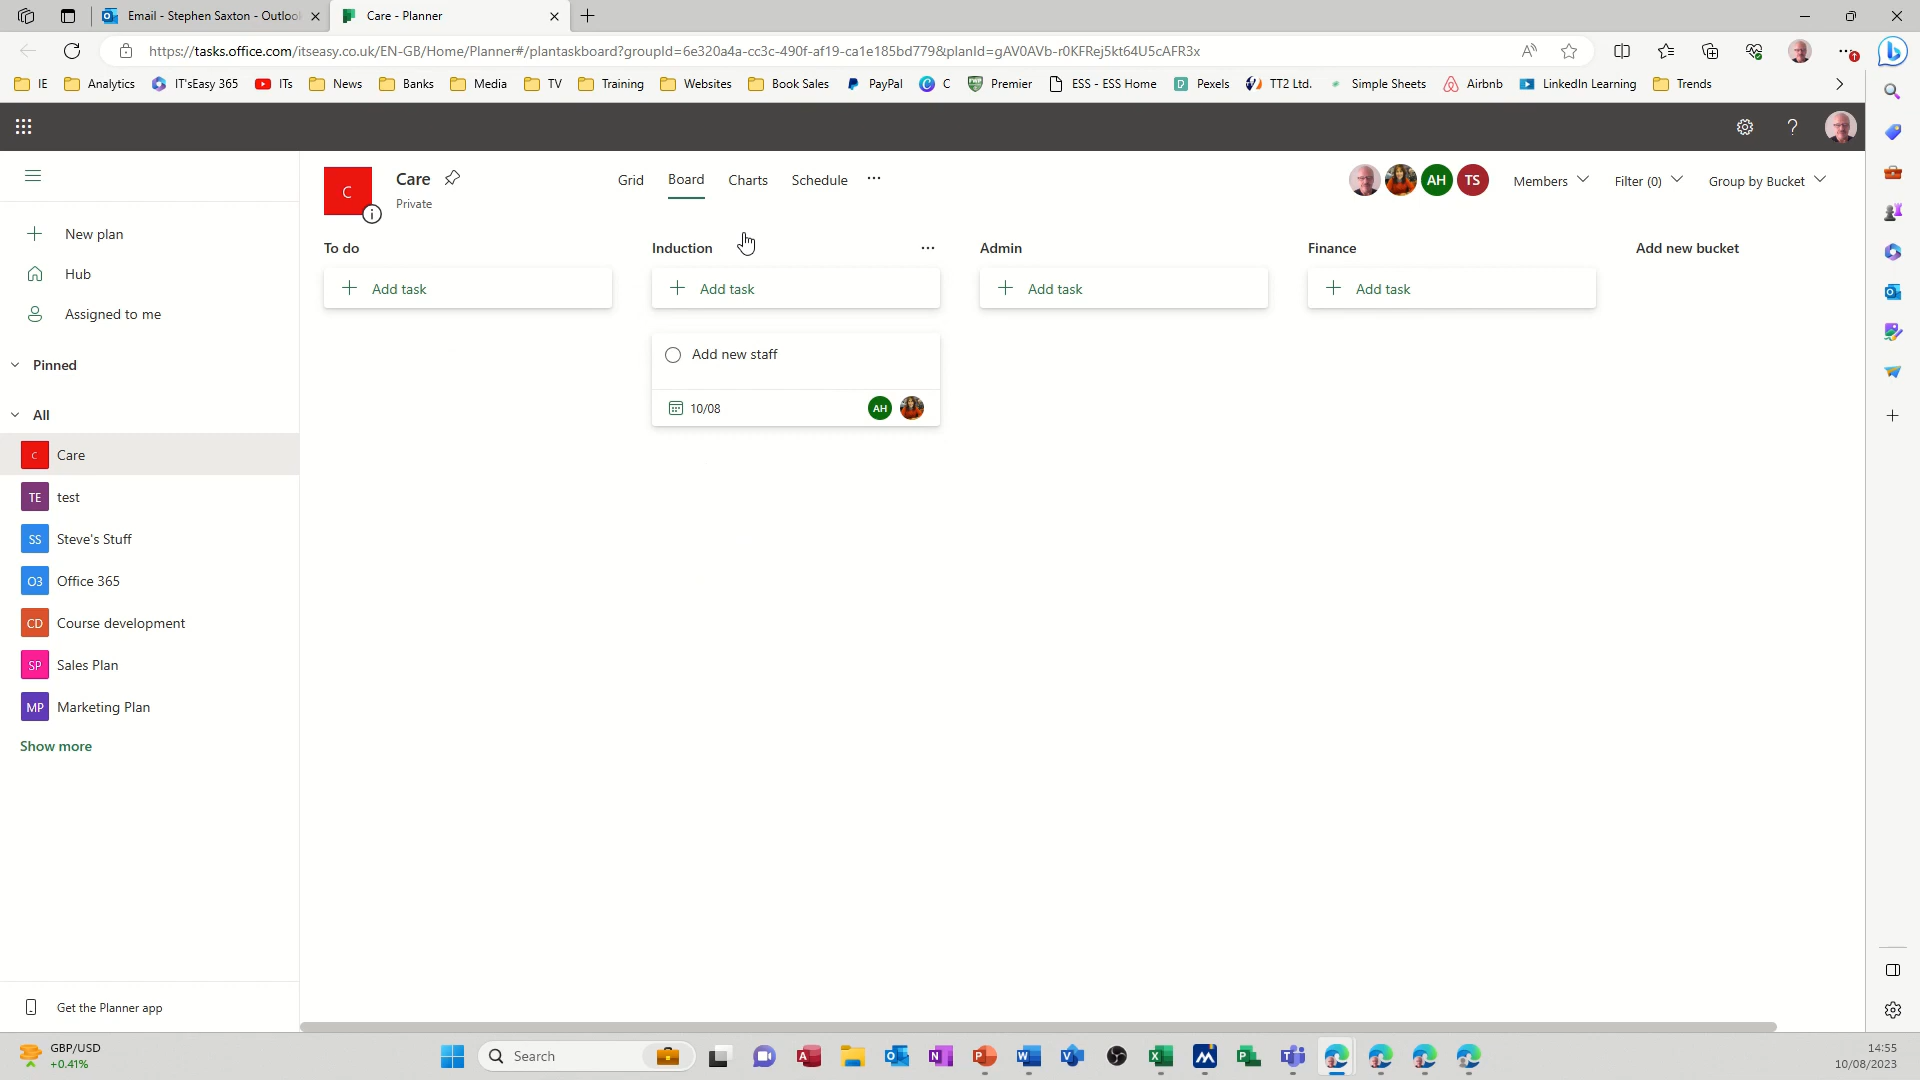 Email - Stephen Saxton - Outloo
Care - Planner
https://tasks.office.com/itseasy.co.uk/EN-GB/Home/Planner#/plantaskboard?groupId=6e320a4a-cc3c-490f-af19-ca1e185bd779&planId=gAV0AVb-r0KFRej5kt64U5cAFR3x
IE Analytics IT'sEasy 365 ITs News Banks Media TV Training Websites Book Sales PayPal C Premier ESS - ESS Home Pexels TT2 Ltd. Simple Sheets Airbnb LinkedIn Learning Trends
New plan
Hub
Assigned to me
Pinned
All
C Care
TE test
SS Steve's Stuff
O3 Office 365
CD Course development
SP Sales Plan
MP Marketing Plan
Show more
Get the Planner app
C
Care
Private
Grid Board Charts Schedule ...
AH TS Members Filter (0) Group by Bucket
To do Induction ... Admin Finance Add new bucket
Add task Add task Add task Add task
Add new staff
10/08 AH
GBP/USD
+0.41%
Search
14:55
10/08/2023